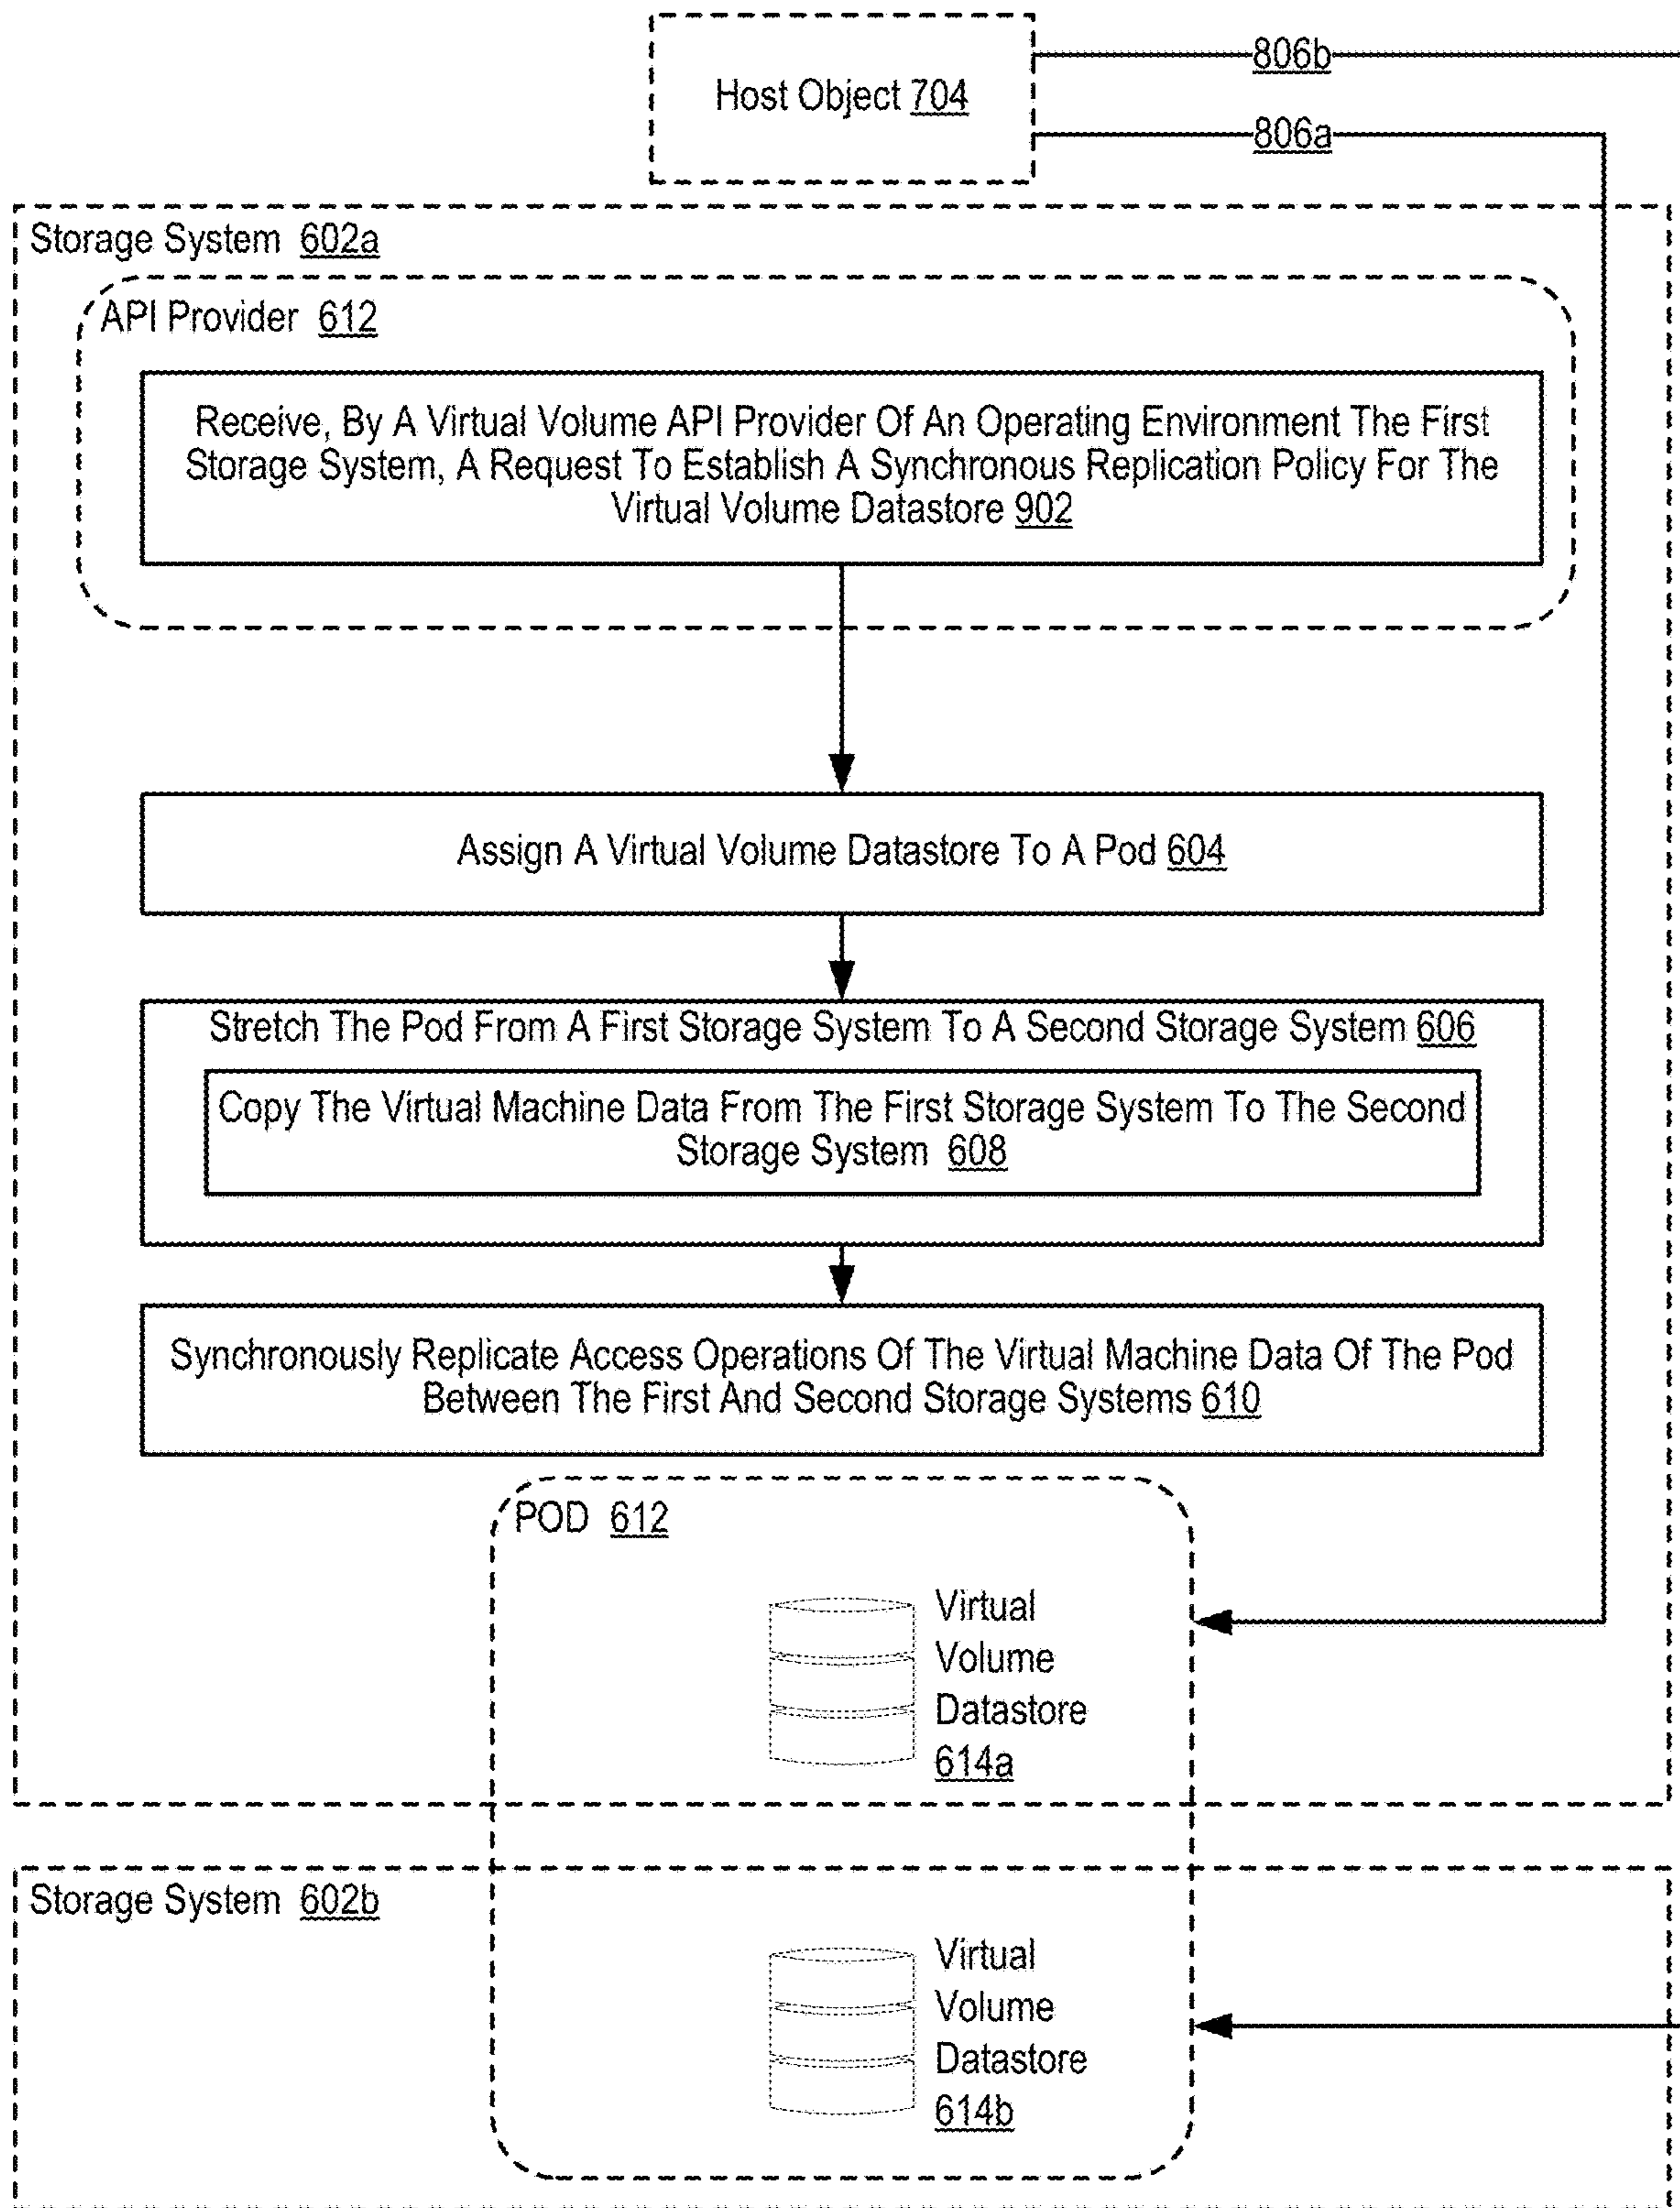 806b
Host Object 704
806a
Storage System 602a
API Provider 612
Receive, By A Virtual Volume API Provider Of An Operating Environment The First
Storage System, A Request To Establish A Synchronous Replication Policy For The
Virtual Volume Datastore 902
Assign A Virtual Volume Datastore To A Pod 604
Stretch The Pod From A First Storage System To A Second Storage System 606
Copy The Virtual Machine Data From The First Storage System To The Second
Storage System 608
Synchronously Replicate Access Operations Of The Virtual Machine Data Of The Pod
Between The First And Second Storage Systems 610
POD 612
Virtual
Volume
Datastore
614a
Storage System 602b
Virtual
Volume
Datastore
614b